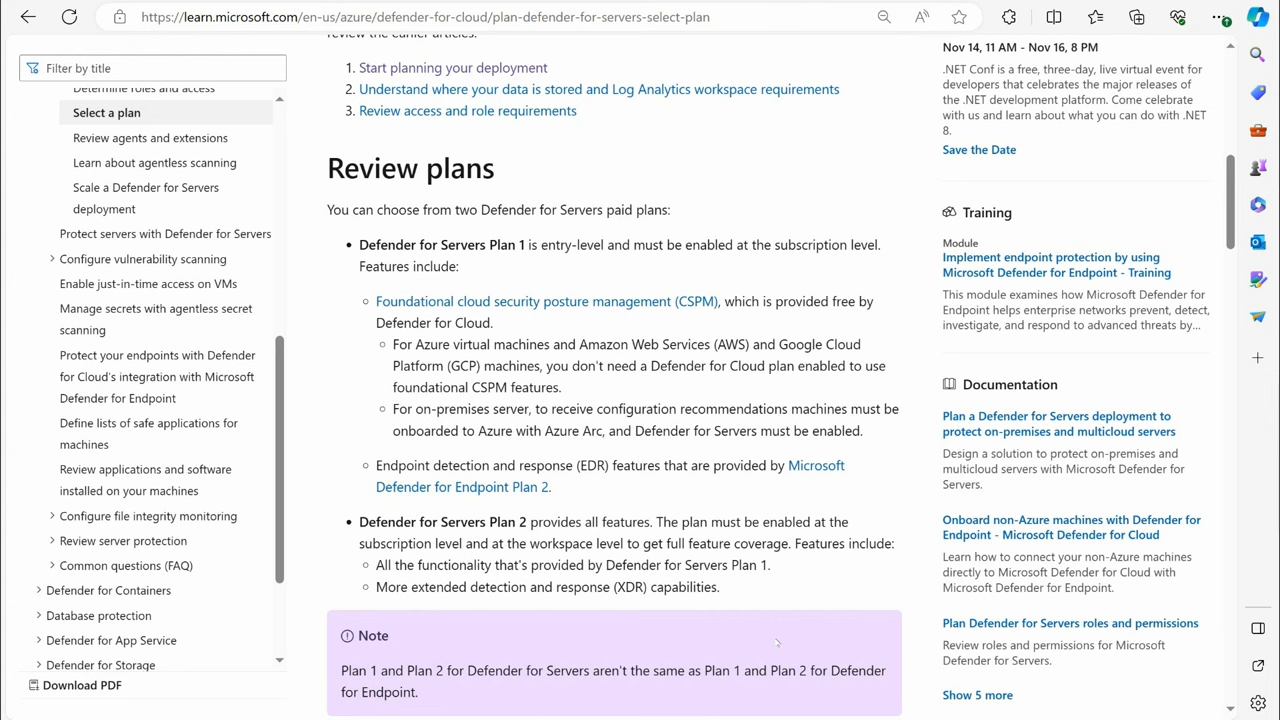 https://learn.microsoft.com/en-us/azure/defender-for-cloud/plan-defender-for-servers-select-plan
Filter by title
Determine roles and access
Select a plan
Review agents and extensions
Learn about agentless scanning
Scale a Defender for Servers
deployment
Protect servers with Defender for Servers
Configure vulnerability scanning
Enable just-in-time access on VMs
Manage secrets with agentless secret
scanning
Protect your endpoints with Defender
for Cloud's integration with Microsoft
Defender for Endpoint
Define lists of safe applications for
machines
Review applications and software
installed on your machines
Configure file integrity monitoring
Review server protection
Common questions (FAQ)
Defender for Containers
Database protection
Defender for App Service
Defender for Storage
Download PDF
review the earlier articles:
1. Start planning your deployment
2. Understand where your data is stored and Log Analytics workspace requirements
3. Review access and role requirements
Review plans
You can choose from two Defender for Servers paid plans:
• Defender for Servers Plan 1 is entry-level and must be enabled at the subscription level.
Features include:
○ Foundational cloud security posture management (CSPM), which is provided free by
Defender for Cloud.
○ For Azure virtual machines and Amazon Web Services (AWS) and Google Cloud
Platform (GCP) machines, you don't need a Defender for Cloud plan enabled to use
foundational CSPM features.
○ For on-premises server, to receive configuration recommendations machines must be
onboarded to Azure with Azure Arc, and Defender for Servers must be enabled.
○ Endpoint detection and response (EDR) features that are provided by Microsoft
Defender for Endpoint Plan 2.
• Defender for Servers Plan 2 provides all features. The plan must be enabled at the
subscription level and at the workspace level to get full feature coverage. Features include:
○ All the functionality that's provided by Defender for Servers Plan 1.
○ More extended detection and response (XDR) capabilities.
Note
Plan 1 and Plan 2 for Defender for Servers aren't the same as Plan 1 and Plan 2 for Defender
for Endpoint.
Nov 14, 11 AM - Nov 16, 8 PM
.NET Conf is a free, three-day, live virtual event for
developers that celebrates the major releases of
the .NET development platform. Come celebrate
with us and learn about what you can do with .NET
8.
Save the Date
Training
Module
Implement endpoint protection by using
Microsoft Defender for Endpoint - Training
This module examines how Microsoft Defender for
Endpoint helps enterprise networks prevent, detect,
investigate, and respond to advanced threats by...
Documentation
Plan a Defender for Servers deployment to
protect on-premises and multicloud servers
Design a solution to protect on-premises and
multicloud servers with Microsoft Defender for
Servers.
Onboard non-Azure machines with Defender for
Endpoint - Microsoft Defender for Cloud
Learn how to connect your non-Azure machines
directly to Microsoft Defender for Cloud with
Microsoft Defender for Endpoint.
Plan Defender for Servers roles and permissions
Review roles and permissions for Microsoft
Defender for Servers.
Show 5 more